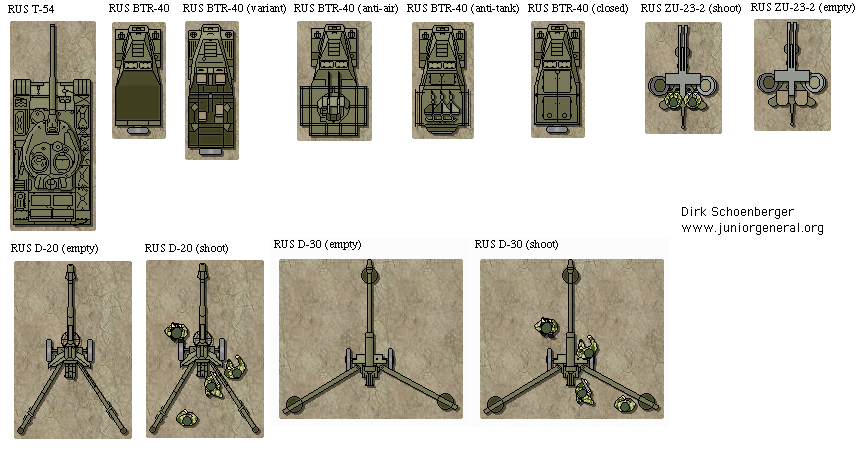 RUS T-54
RUS BTR-40
RUS BTR-40 (variant)
RUS BTR-40 (anti-air)
RUS BTR-40 (anti-tank)
RUS BTR-40 (closed)
RUS ZU-23-2 (shoot)
RUS ZU-23-2 (empty)
Dirk Schoenberger
www.juniorgeneral.org
RUS D-20 (empty)
RUS D-20 (shoot)
RUS D-30 (empty)
RUS D-30 (shoot)